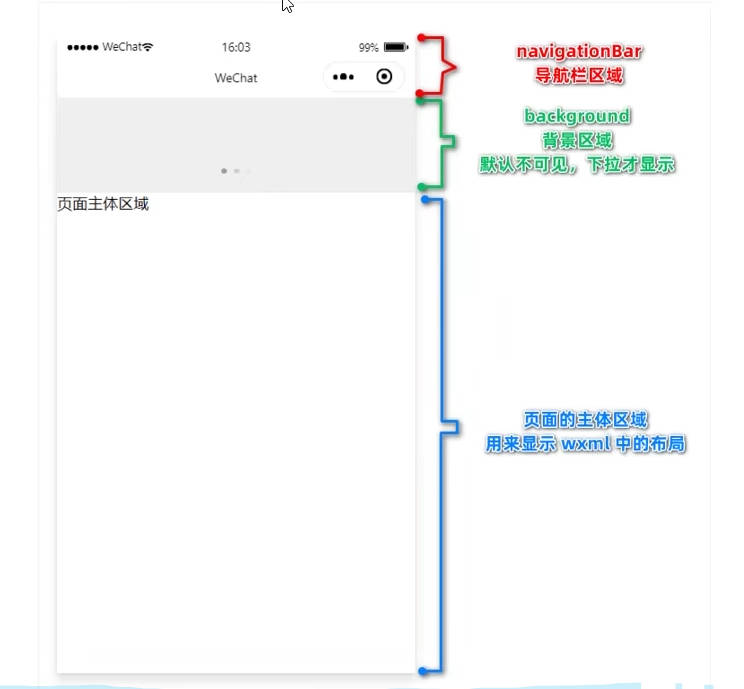 WeChat 16:03 99%
WeChat
页面主体区域
navigationBar
导航栏区域
background
背景区域
默认不可见，下拉才显示
页面的主体区域
用来显示 wxml 中的布局